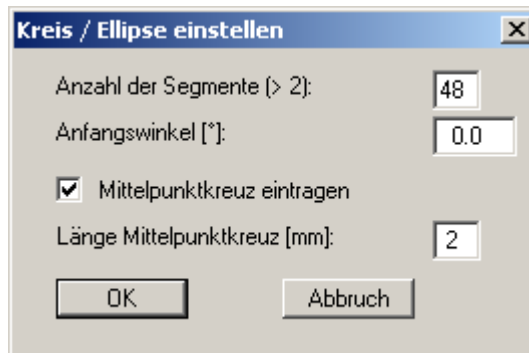 Kreis / Ellipse einstellen
Anzahl der Segmente (> 2): 48
Anfangswinkel [°]: 0.0
Mittelpunktkreuz eintragen
Länge Mittelpunktkreuz [mm]: 2
OK Abbruch